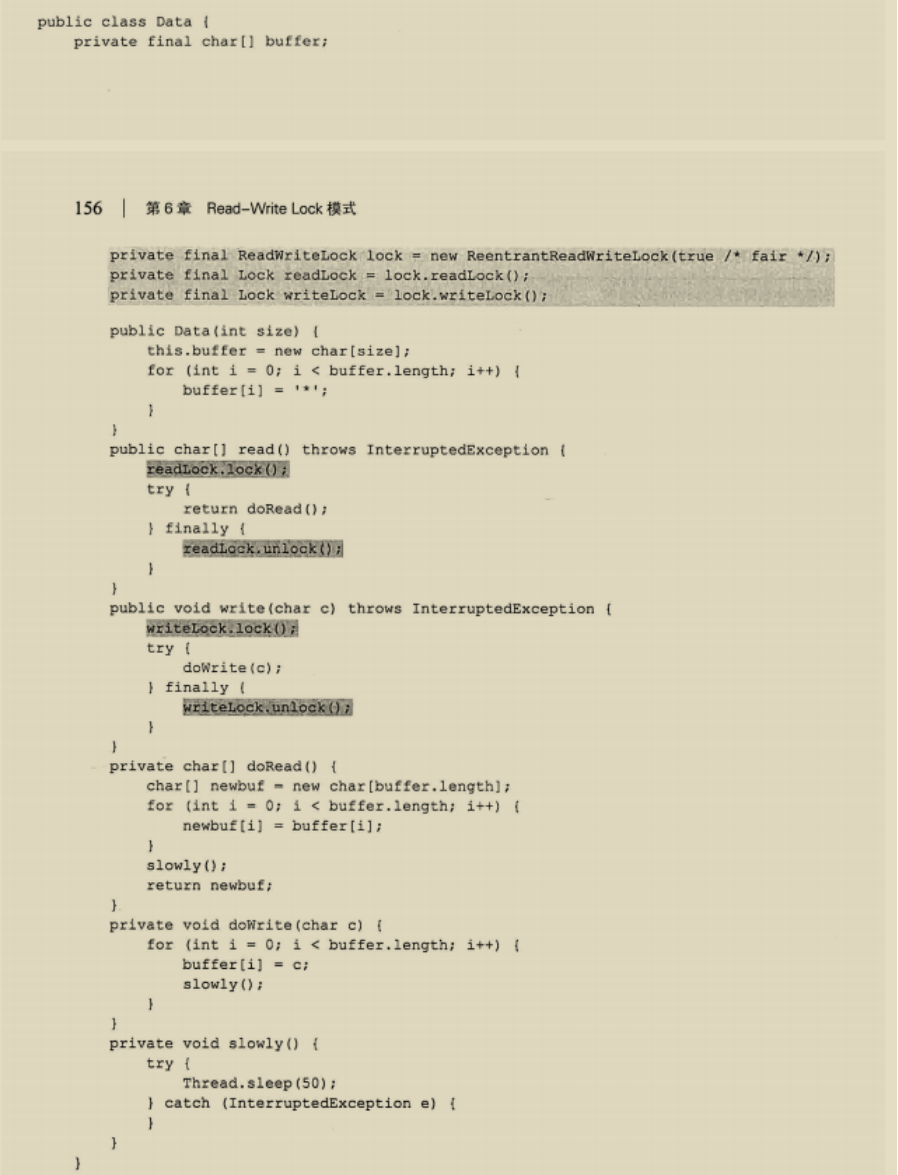 public class Data {
    private final char[] buffer;
156 | 第6章 Read-Write Lock 模式
    private final ReadWriteLock lock = new ReentrantReadWriteLock(true /* fair */);
    private final Lock readLock = lock.readLock();
    private final Lock writeLock = lock.writeLock();
    public Data(int size) {
        this.buffer = new char[size];
        for (int i = 0; i < buffer.length; i++) {
            buffer[i] = '*';
        }
    }
    public char[] read() throws InterruptedException {
        readLock.lock();
        try {
            return doRead();
        } finally {
            readLock.unlock();
        }
    }
    public void write(char c) throws InterruptedException {
        writeLock.lock();
        try {
            doWrite(c);
        } finally {
            writeLock.unlock();
        }
    }
    private char[] doRead() {
        char[] newbuf = new char[buffer.length];
        for (int i = 0; i < buffer.length; i++) {
            newbuf[i] = buffer[i];
        }
        slowly();
        return newbuf;
    }
    private void doWrite(char c) {
        for (int i = 0; i < buffer.length; i++) {
            buffer[i] = c;
            slowly();
        }
    }
    private void slowly() {
        try {
            Thread.sleep(50);
        } catch (InterruptedException e) {
        }
    }
}